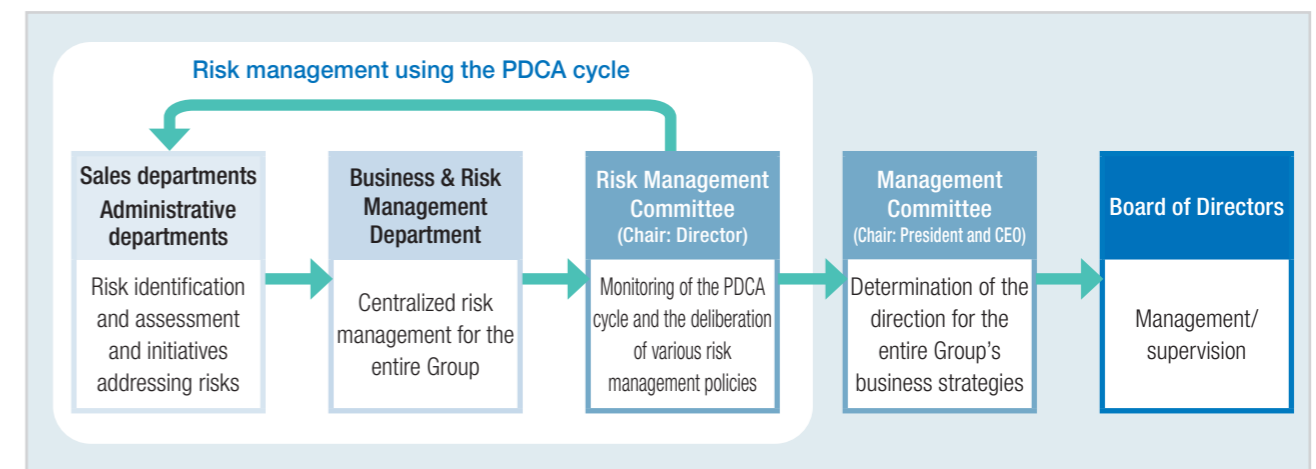 Risk management using the PDCA cycle
Sales departments
Administrative
departments
Risk identification
and assessment
and initiatives
addressing risks
Business & Risk
Management
Department
Centralized risk
management for the
entire Group
Risk Management
Committee
(Chair: Director)
Monitoring of the PDCA
cycle and the deliberation
of various risk
management policies
Management
Committee
(Chair: President and CEO)
Determination of the
direction for the
entire Group's
business strategies
Board of Directors
Management/
supervision